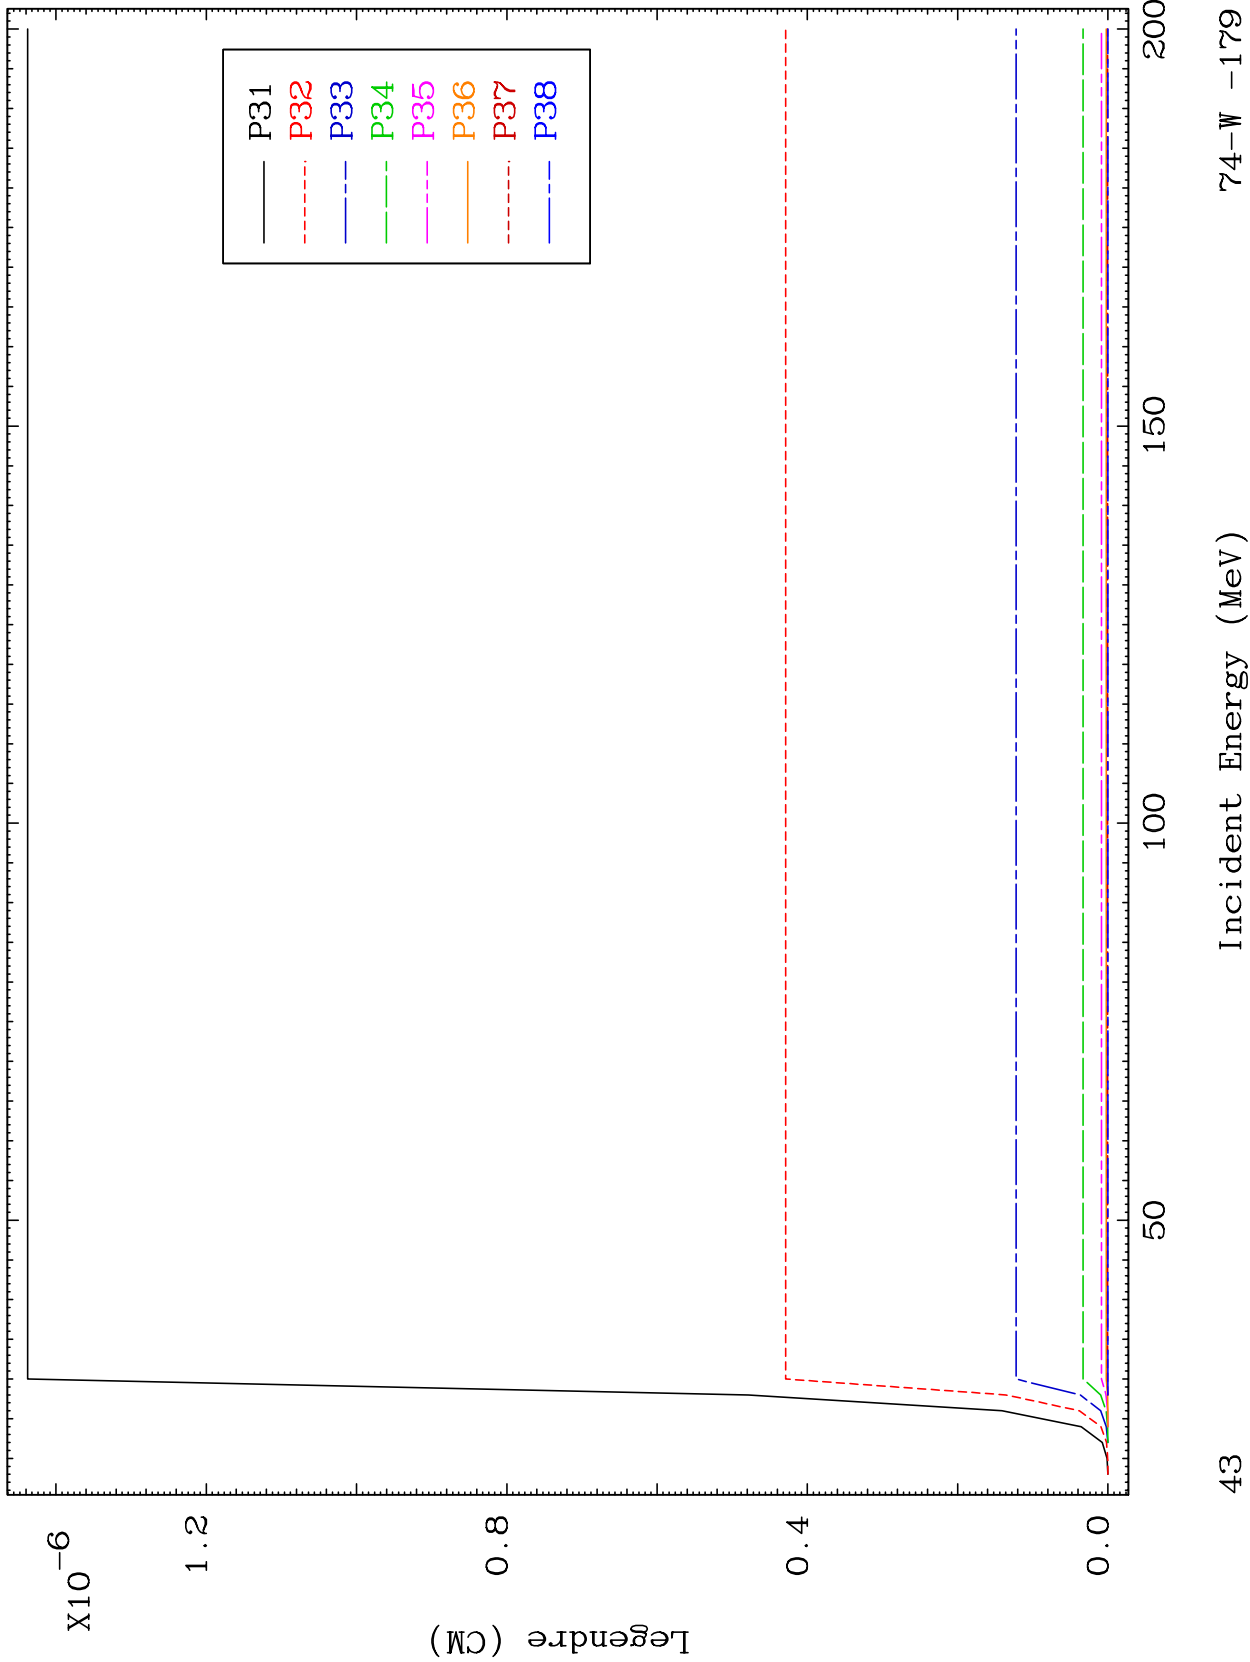 X10-6
1.2
0.8
0.4
0.0
Legendre (CM)
P31
P32
P33
P34
P35
P36
P37
P38
50
100
150
200
43
Incident Energy (MeV)
74-W -179